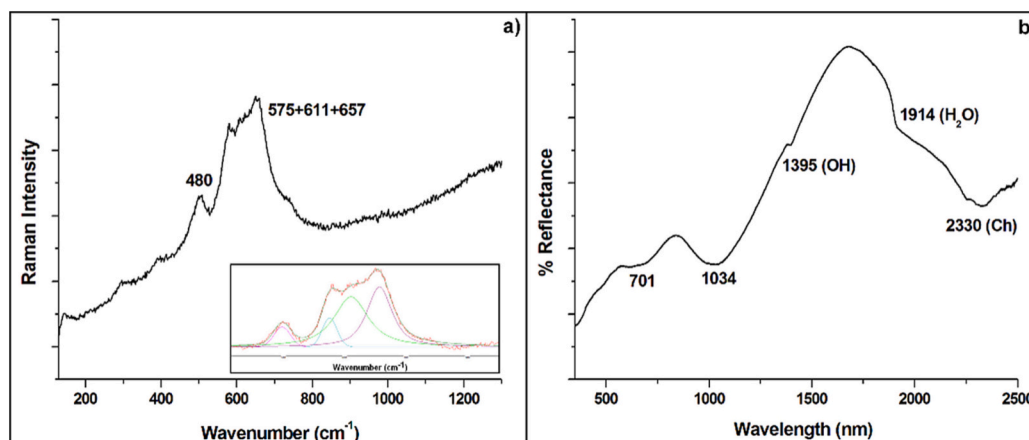 a)
575+611+657
480
Raman Intensity
Wavenumber (cm-1)
200 400 600 800 1000 1200
Wavenumber (cm-1)
b)
1914 (H2O)
1395 (OH)
2330 (Ch)
701
1034
% Reflectance
500 1000 1500 2000 2500
Wavelength (nm)